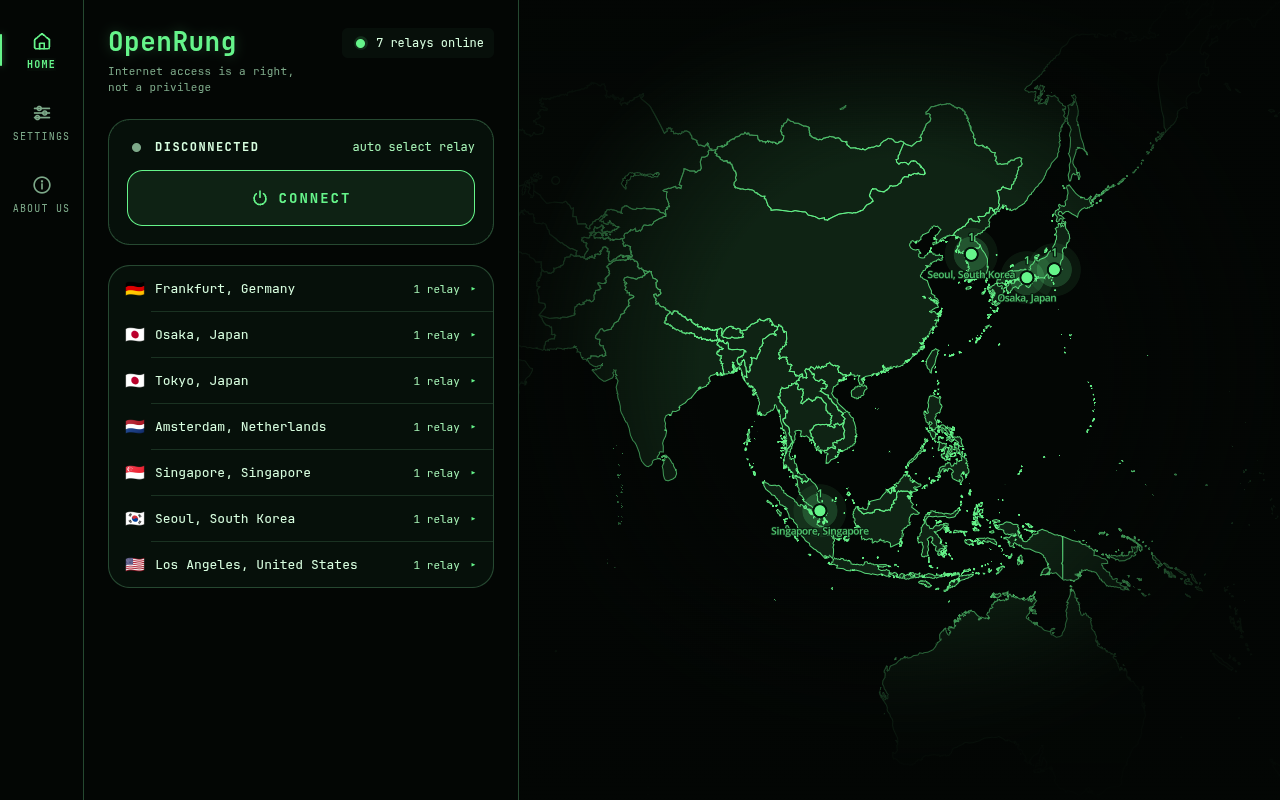 HOME
SETTINGS
ABOUT US
OpenRung
7 relays online
Internet access is a right,
not a privilege
DISCONNECTED
auto select relay
CONNECT
Frankfurt, Germany
1 relay
Osaka, Japan
1 relay
Tokyo, Japan
1 relay
Amsterdam, Netherlands
1 relay
Singapore, Singapore
1 relay
Seoul, South Korea
1 relay
Los Angeles, United States
1 relay
1
Seoul, South Korea
1
1
Osaka, Japan
1
Singapore, Singapore